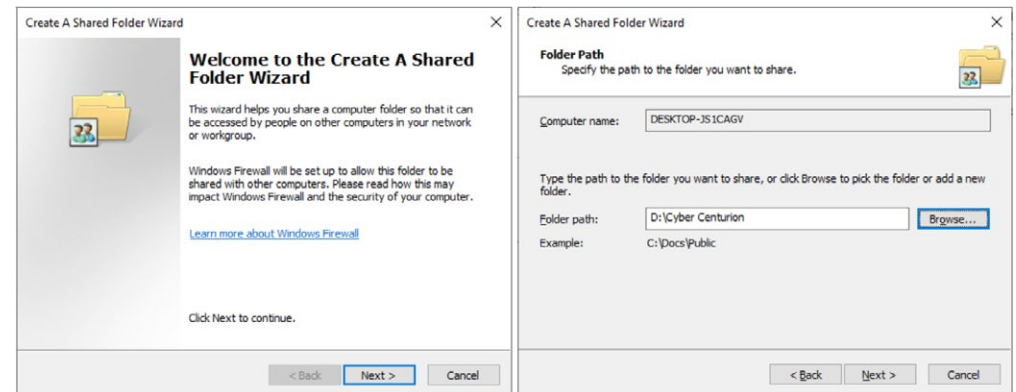 Create A Shared Folder Wizard
Welcome to the Create A Shared
Folder Wizard
This wizard helps you share a computer folder so that it can
be accessed by people on other computers in your network
or workgroup.
Windows Firewall will be set up to allow this folder to be
shared with other computers. Please read how this may
impact Windows Firewall and the security of your computer.
Learn more about Windows Firewall
Click Next to continue.
< Back
Next >
Cancel
Create A Shared Folder Wizard
Folder Path
Specify the path to the folder you want to share.
Computer name:
DESKTOP-JS1CAGV
Type the path to the folder you want to share, or click Browse to pick the folder or add a new
folder.
Folder path:
D:\Cyber Centurion
Browse...
Example:
C:\Docs\Public
< Back
Next >
Cancel